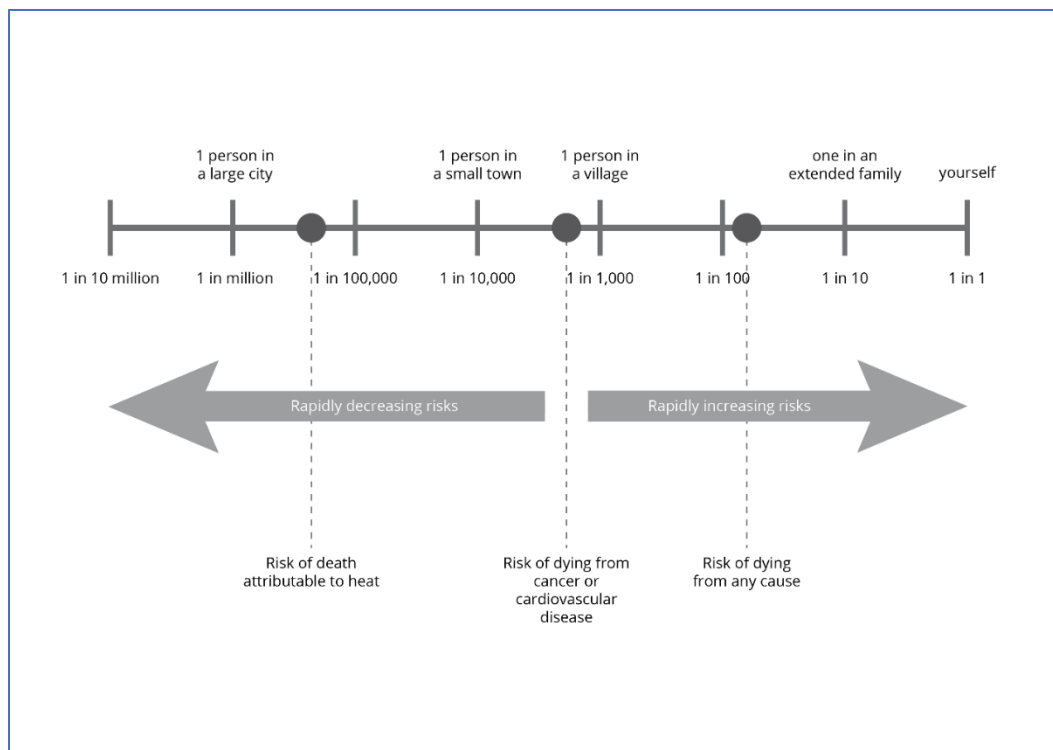 1 person in
a large city
1 person in
a small town
1 person in
a village
one in an
extended family
yourself
1 in 10 million
1 in million
1 in 100,000
1 in 10,000
1 in 1,000
1 in 100
1 in 10
1 in 1
Rapidly decreasing risks
Rapidly increasing risks
Risk of death
attributable to heat
Risk of dying from
cancer or
cardiovascular
disease
Risk of dying
from any cause